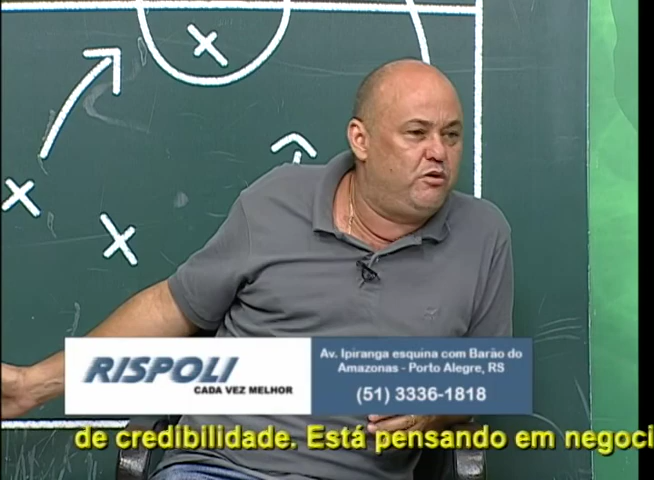 RISPOLI
CADA VEZ MELHOR
Av. Ipiranga esquina com Barão do
Amazonas - Porto Alegre, RS
(51) 3336-1818
de credibilidade. Está pensando em negoci